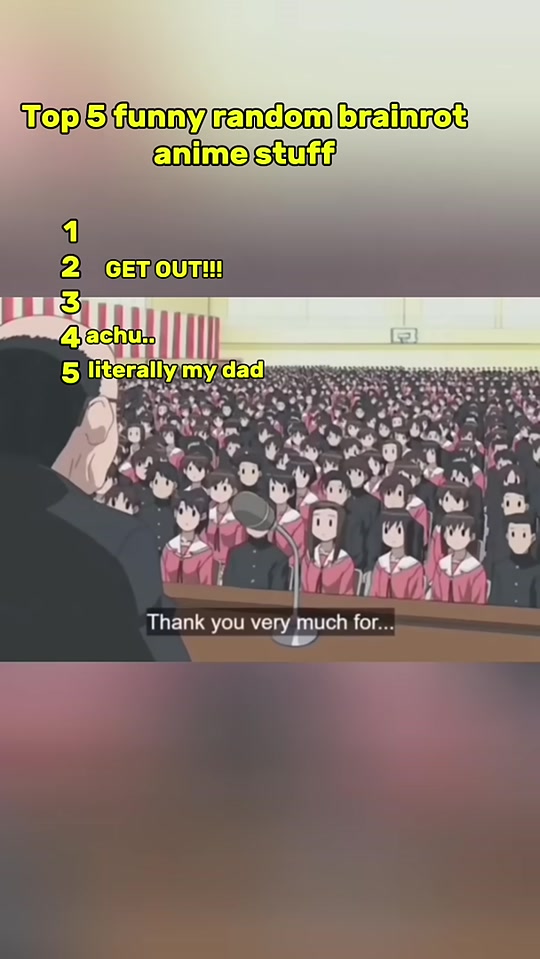 Top 5 funny random brainrot
anime stuff
1
2 GET OUT!!!
3
4 achu..
5 literally my dad
Thank you very much for...